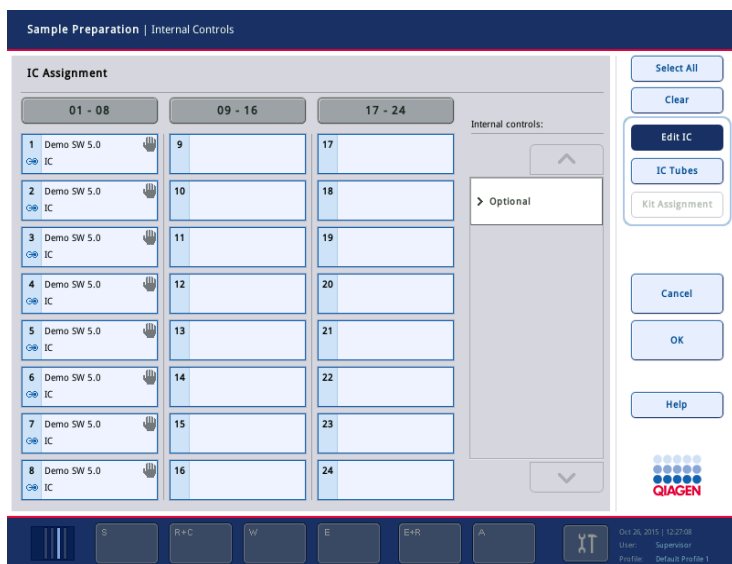 Sample Preparation | Internal Controls
IC Assignment
01 - 08
09 - 16
17 - 24
Internal controls:
1 Demo SW 5.0
IC
2 Demo SW 5.0
IC
3 Demo SW 5.0
IC
4 Demo SW 5.0
IC
5 Demo SW 5.0
IC
6 Demo SW 5.0
IC
7 Demo SW 5.0
IC
8 Demo SW 5.0
IC
9
10
11
12
13
14
15
16
17
18
19
20
21
22
23
24
Optional
Select All
Clear
Edit IC
IC Tubes
Kit Assignment
Cancel
OK
Help
QIAGEN
S
R+C
W
E
E+R
A
Oct 26, 2015 | 12:27:08
User: Supervisor
Profile: Default Profile 1